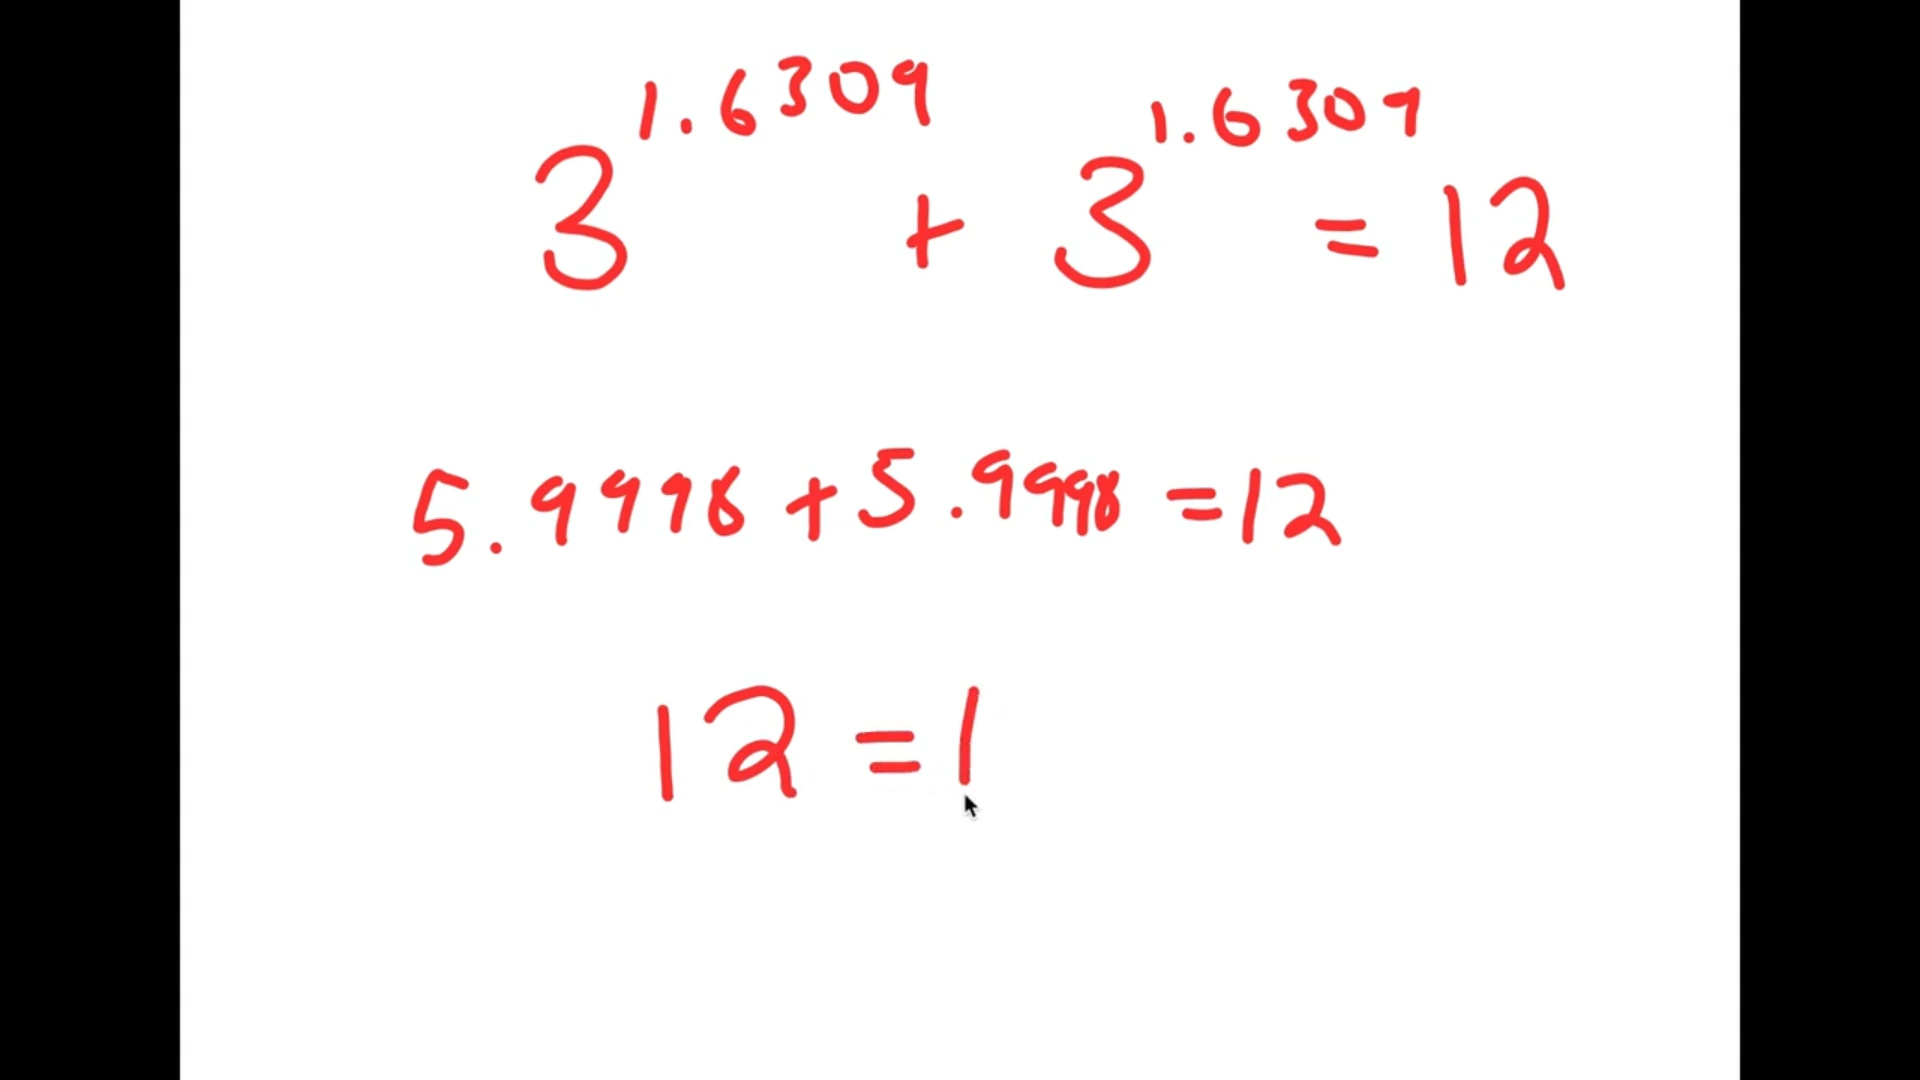 3^1.6309 + 3^1.6309 = 12
5.9998 + 5.9998 = 12
12 = 1